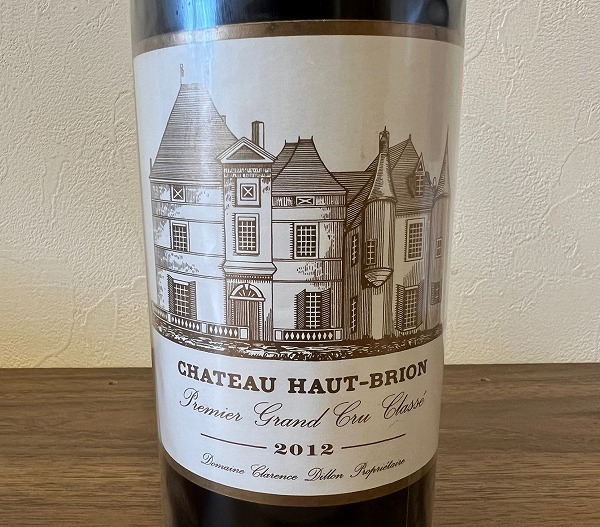 CHATEAU HAUT-BRION
Premier Grand Cru Classé
2012
Domaine Clarence Dillon Propriétaire